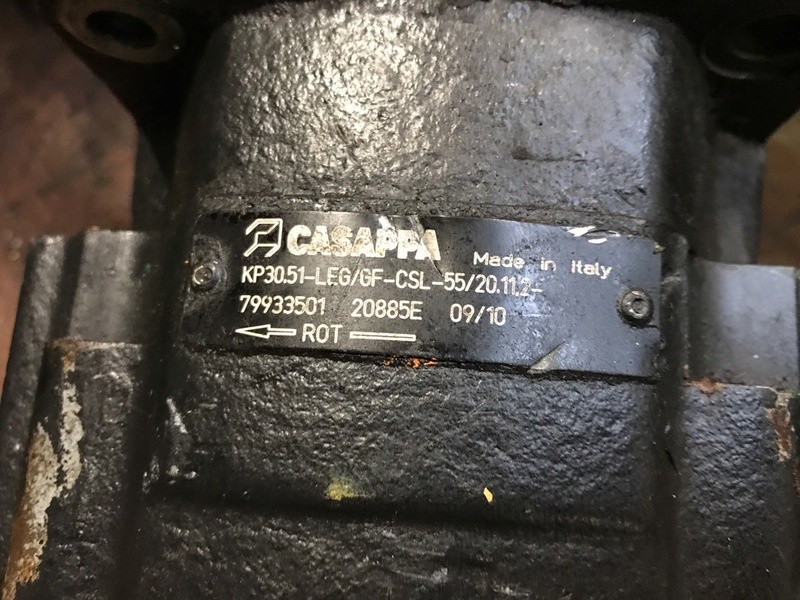 CASAPPA Made in Italy
KP30.51-LEG/GF-CSL-55/20.11.2-
79933501 20885E 09/10
ROT